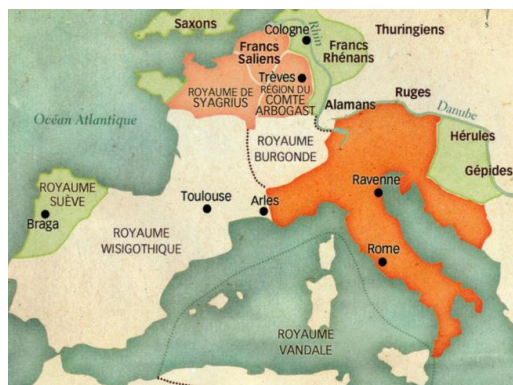 Saxons
Cologne
Rhin
Thuringiens
Francs
Saliens
Francs
Rhénans
Trèves
ROYAUME DE
SYAGRIUS
RÉGION DU
COMTE
ARBOGAST
Alamans
Ruges
Danube
Océan Atlantique
Hérules
ROYAUME
BURGONDE
Gépides
ROYAUME
SUÈVE
Braga
Toulouse
Arles
Ravenne
ROYAUME
WISIGOTHIQUE
Rome
ROYAUME
VANDALE